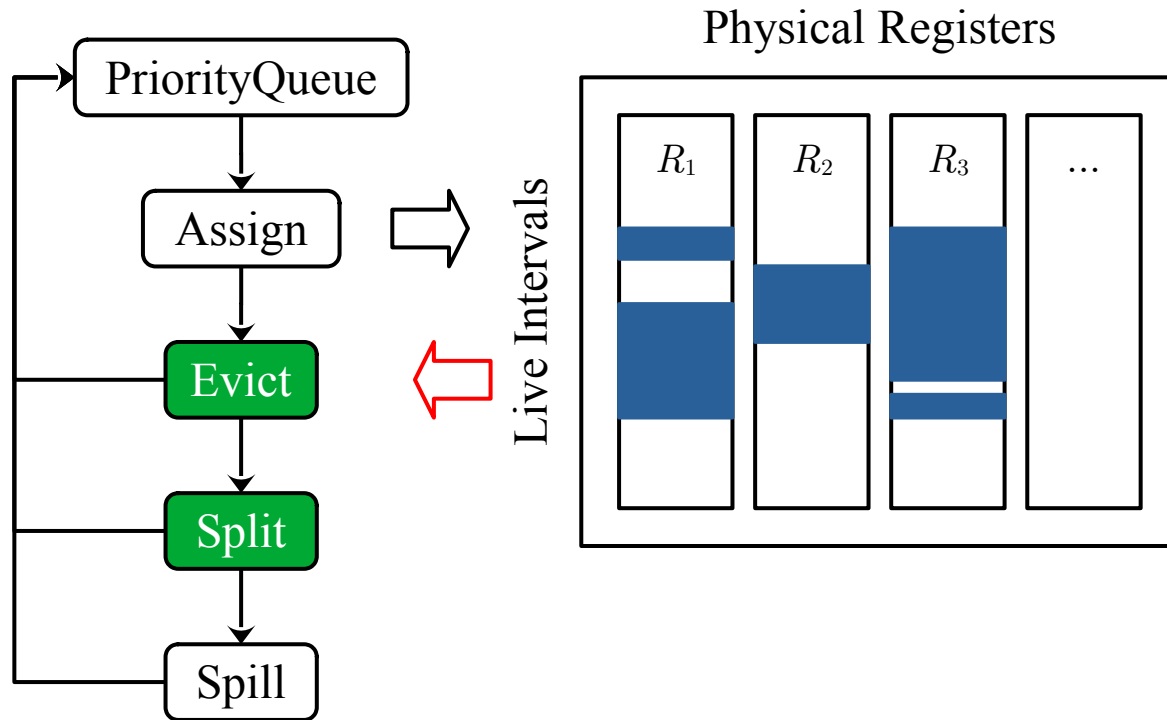 Physical Registers
PriorityQueue
Assign
Evict
Split
Spill
Live Intervals
R₁
R₂
R₃
...